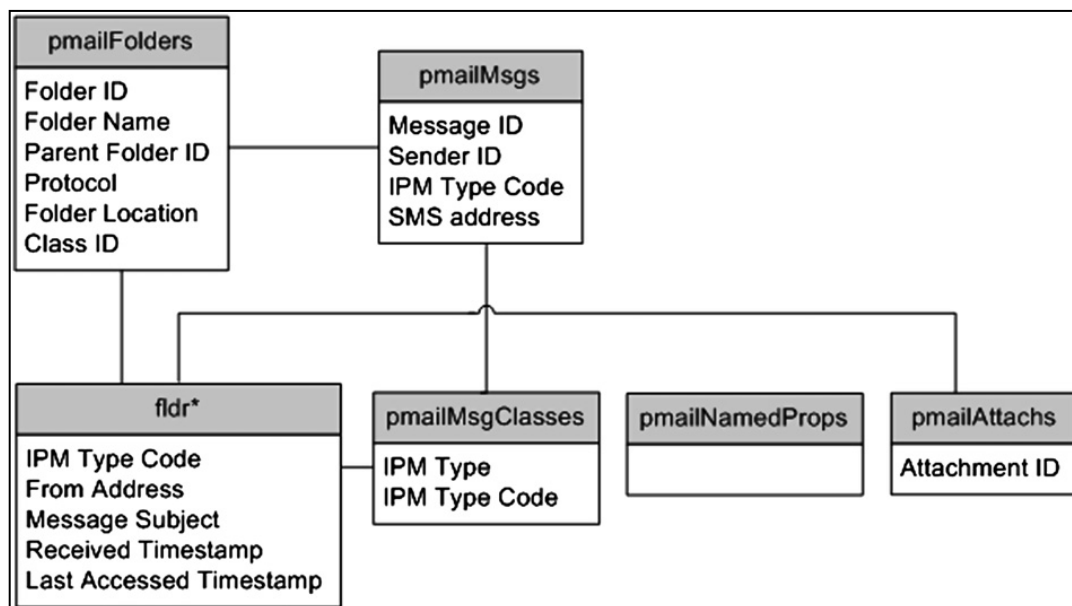 pmailFolders
Folder ID
Folder Name
Parent Folder ID
Protocol
Folder Location
Class ID
pmailMsgs
Message ID
Sender ID
IPM Type Code
SMS address
fldr*
IPM Type Code
From Address
Message Subject
Received Timestamp
Last Accessed Timestamp
pmailMsgClasses
IPM Type
IPM Type Code
pmailNamedProps
pmailAttachs
Attachment ID